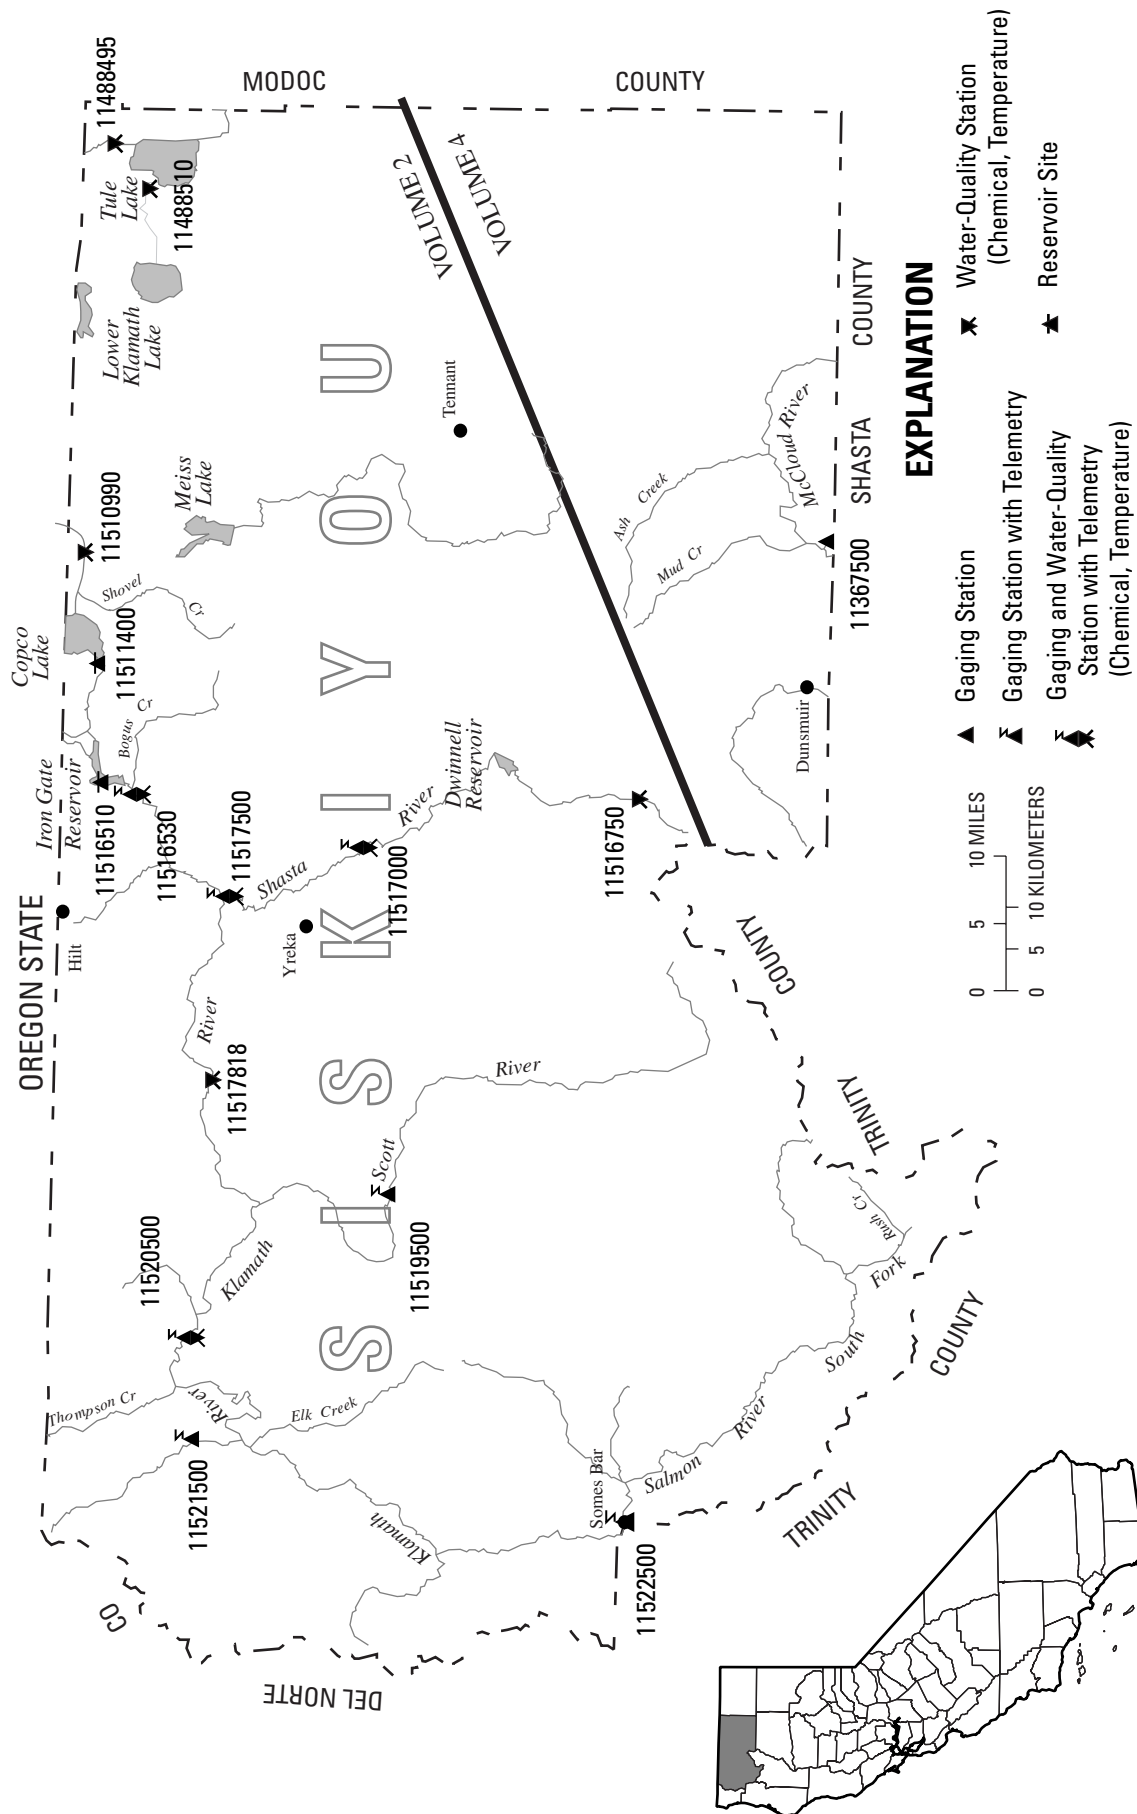 OREGON STATE
MODOC
COUNTY
11488495
Tule
Lake
11488510
Lower
Klamath
Lake
VOLUME 2
VOLUME 4
Tennant
Meiss
Lake
11510990
Shovel
Cr
Copco
Lake
11511400
Bogus
Cr
Iron Gate
Reservoir
11516510
11516530
11517500
Hilt
Shasta
River
11517000
Dwinnell
Reservoir
11516750
Yreka
SISKIYOU
Ash
Creek
Mud Cr
McCloud River
11367500
SHASTA
COUNTY
Dunsmuir
River
11517818
Scott
River
11519500
11520500
Klamath
Thompson Cr
River
Elk Creek
11521500
Klamath
Somes Bar
11522500
Salmon
River
South
Fork
Rush Cr
TRINITY
COUNTY
TRINITY
COUNTY
DEL NORTE
CO
EXPLANATION
Gaging Station
Gaging Station with Telemetry
Gaging and Water-Quality
Station with Telemetry
(Chemical, Temperature)
Water-Quality Station
(Chemical, Temperature)
Reservoir Site
0 5 10 MILES
0 5 10 KILOMETERS